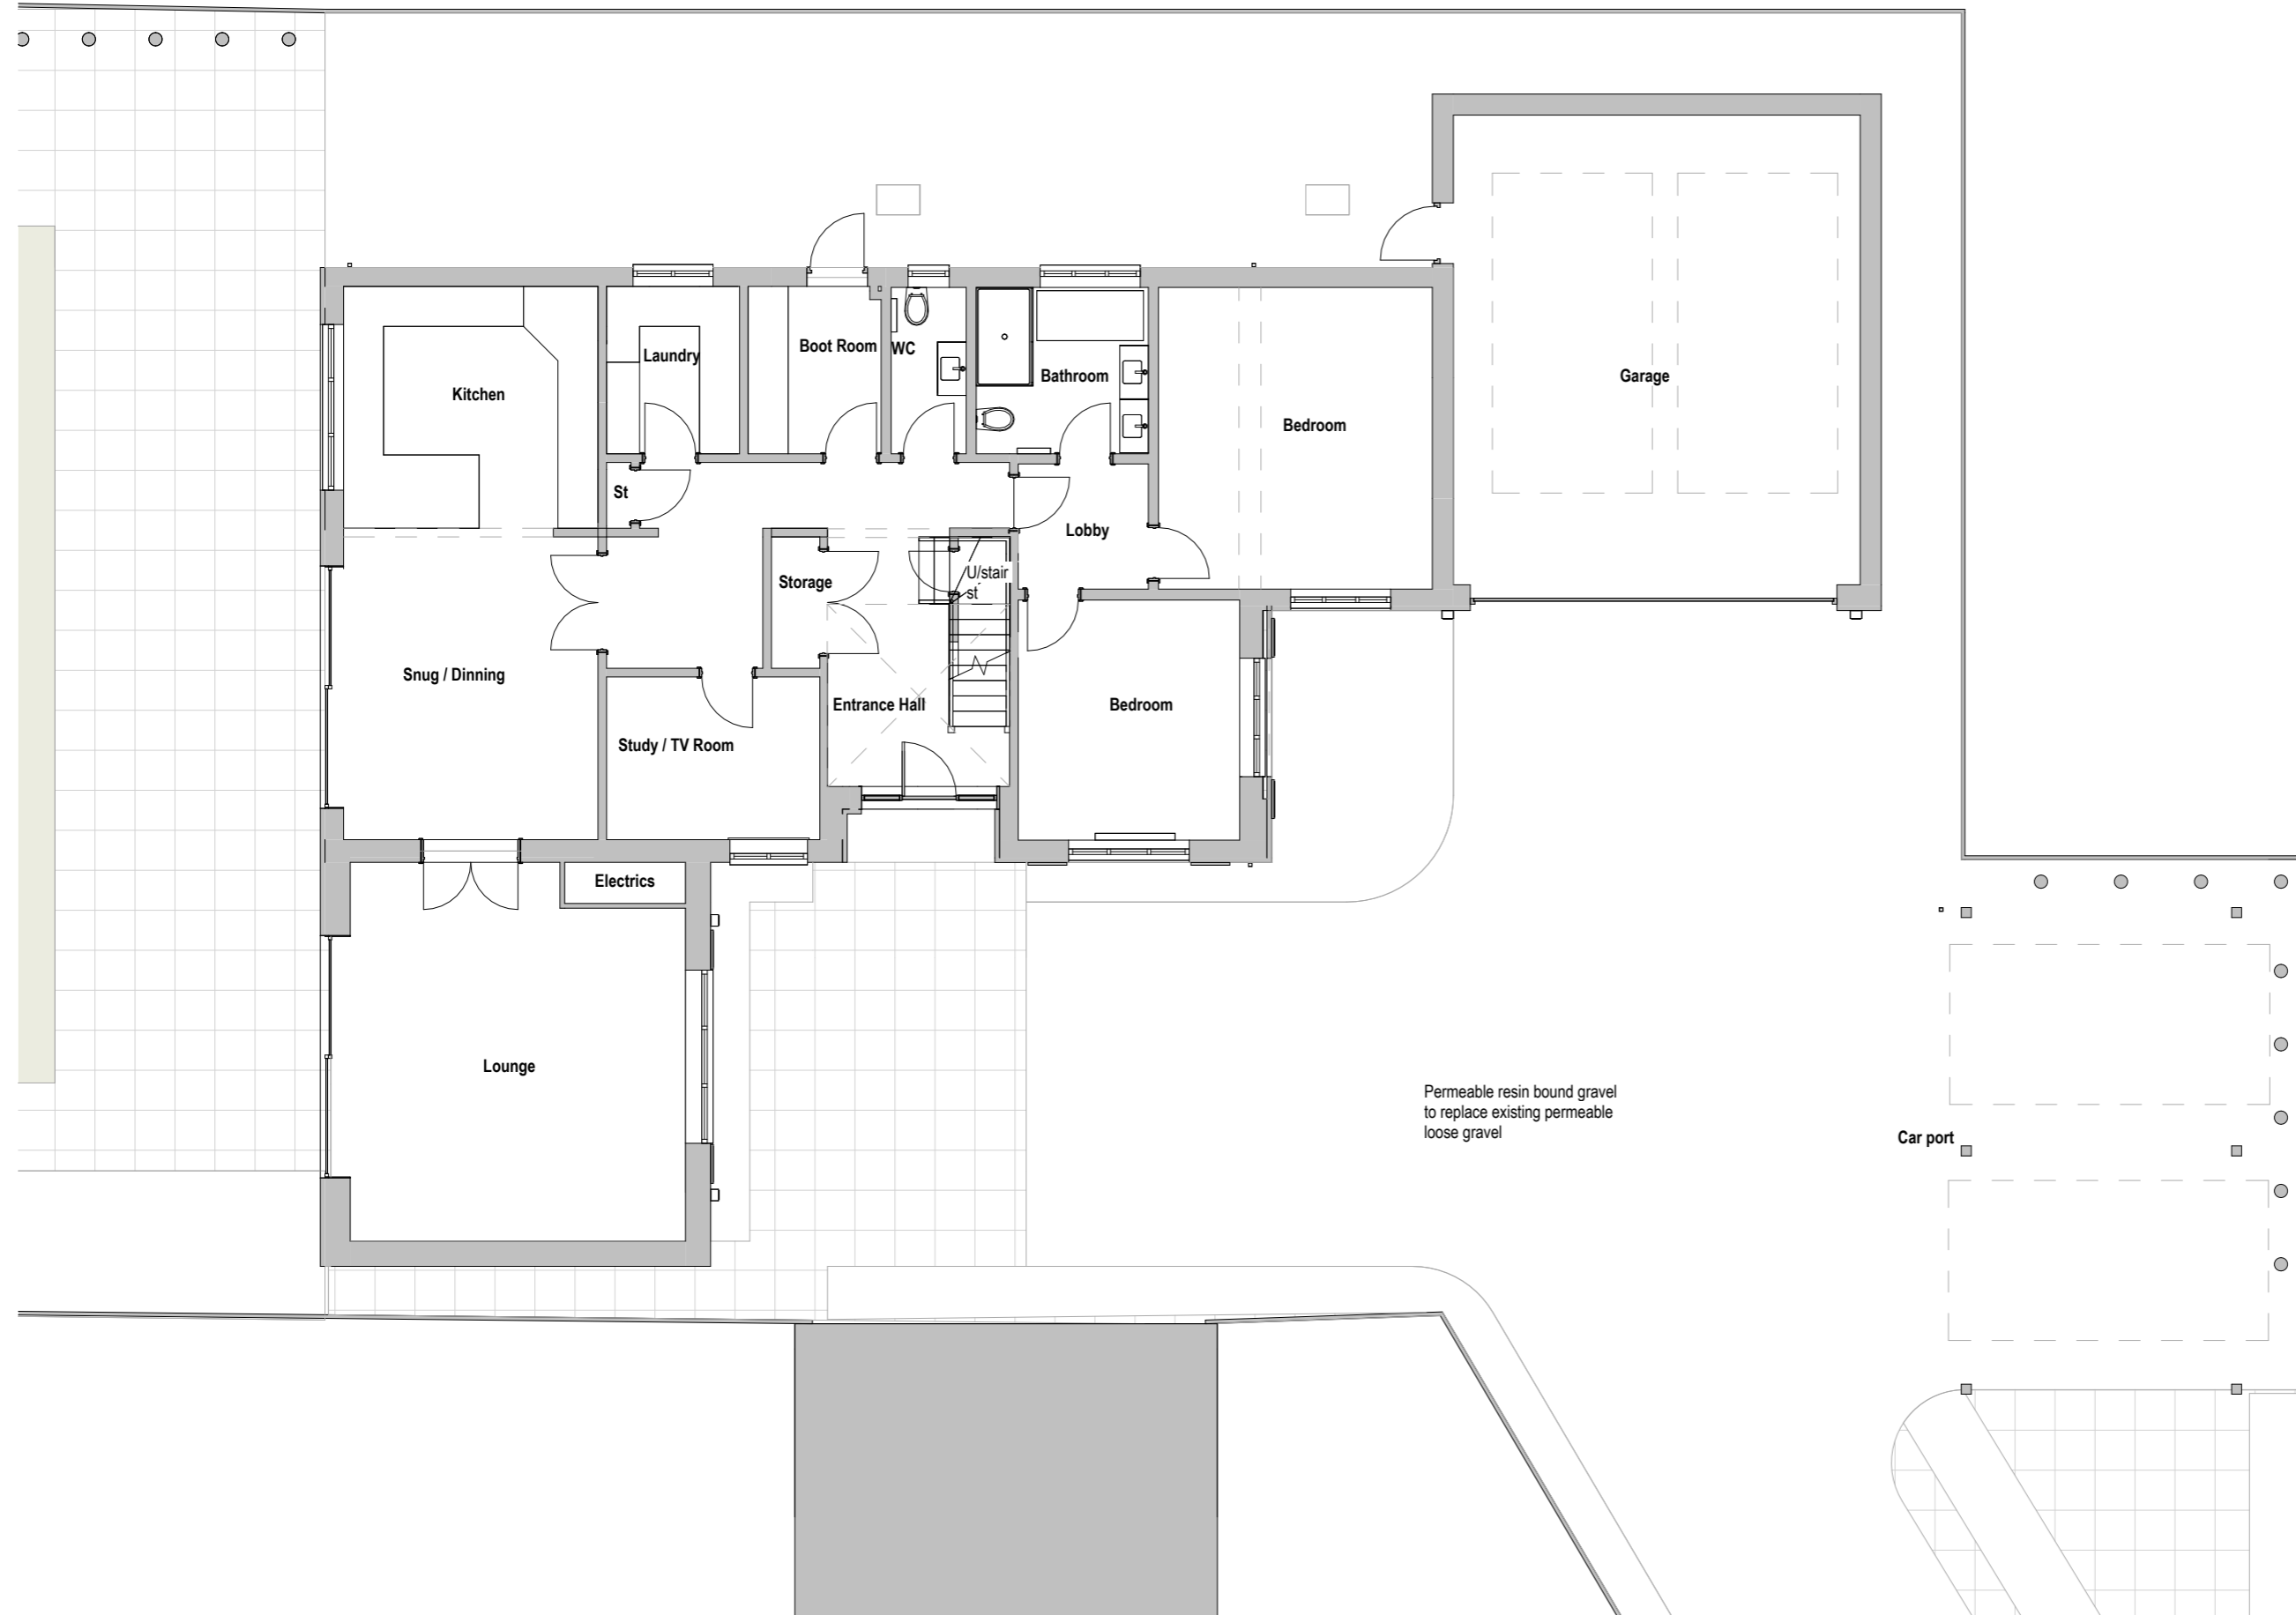 Laundry
Boot Room
WC
Kitchen
Bathroom
Garage
Bedroom
St
Lobby
Storage
U/stair
st
Snug / Dinning
Entrance Hall
Bedroom
Study / TV Room
Electrics
Lounge
Permeable resin bound gravel
to replace existing permeable
loose gravel
Car port